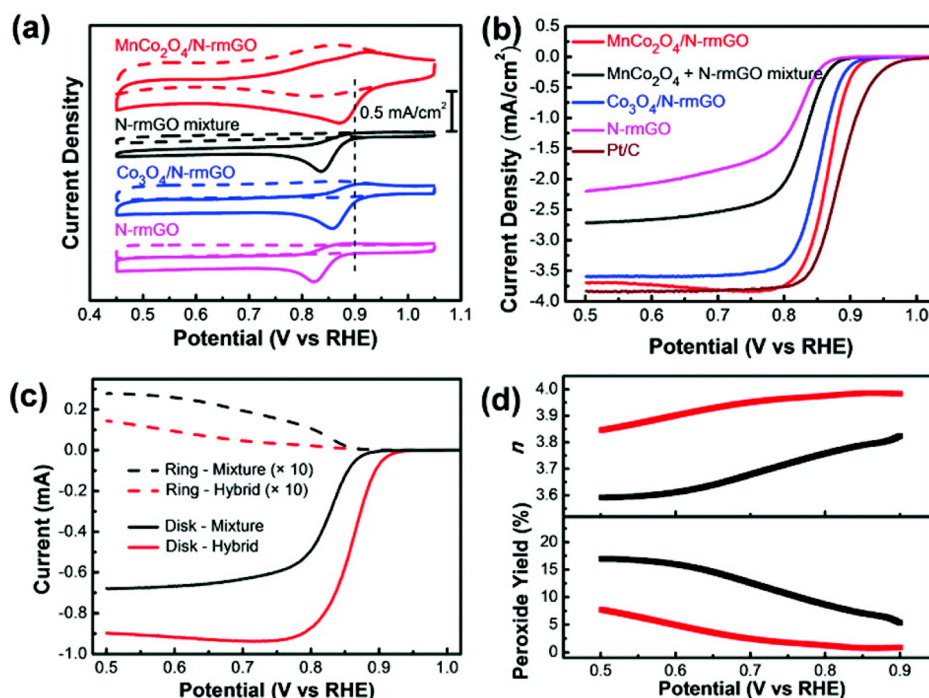 (a)
MnCo₂O₄/N-rmGO
0.5 mA/cm²
N-rmGO mixture
Co₃O₄/N-rmGO
N-rmGO
Current Densitry
0.4 0.5 0.6 0.7 0.8 0.9 1.0 1.1
Potential (V vs RHE)
(b)
0.0
-0.5
-1.0
-1.5
-2.0
-2.5
-3.0
-3.5
-4.0
Current Density (mA/cm²)
MnCo₂O₄/N-rmGO
MnCo₂O₄ + N-rmGO mixture
Co₃O₄/N-rmGO
N-rmGO
Pt/C
0.5 0.6 0.7 0.8 0.9 1.0
Potential (V vs RHE)
(c)
0.2
0.0
-0.2
-0.4
-0.6
-0.8
-1.0
Current (mA)
Ring - Mixture (× 10)
Ring - Hybrid (× 10)
Disk - Mixture
Disk - Hybrid
0.5 0.6 0.7 0.8 0.9 1.0
Potential (V vs RHE)
(d)
4.0
3.9
3.8
3.6
n
20
15
10
5
0
Peroxide Yield (%)
0.5 0.6 0.7 0.8 0.9
Potential (V vs RHE)